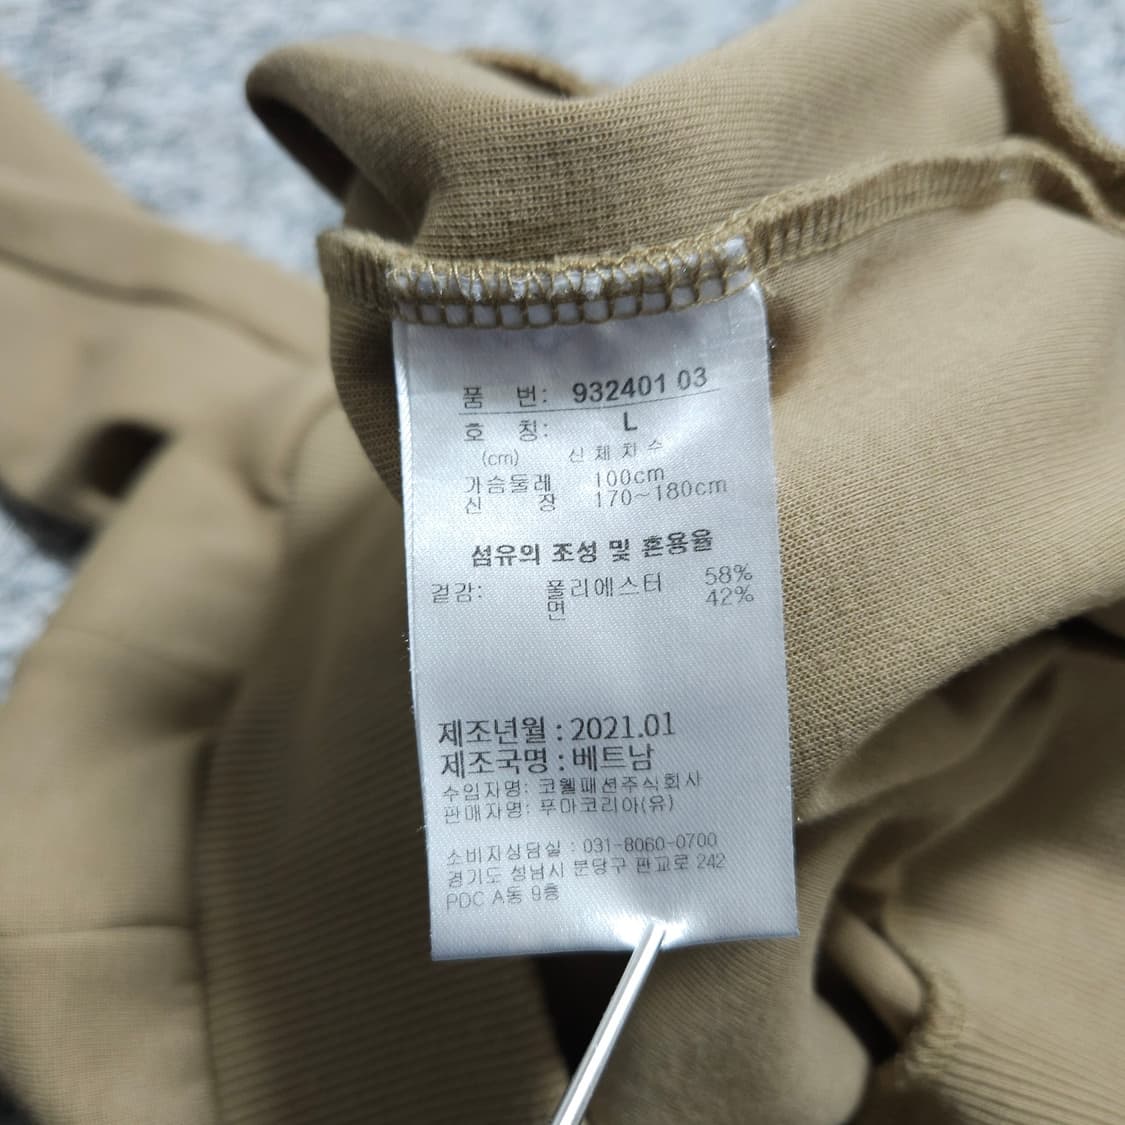 품 번: 932401 03
호 칭: L
(cm) 신체치수
가슴둘레 100cm
신 장 170~180cm
섬유의 조성 및 혼용율
겉감: 폴리에스터 58%
면 42%
제조년월 : 2021.01
제조국명 : 베트남
수입자명: 코웰패션주식회사
판매자명: 푸마코리아(유)
소비자상담실 : 031-8060-0700
경기도 성남시 분당구 판교로 242
PDC A동 9층